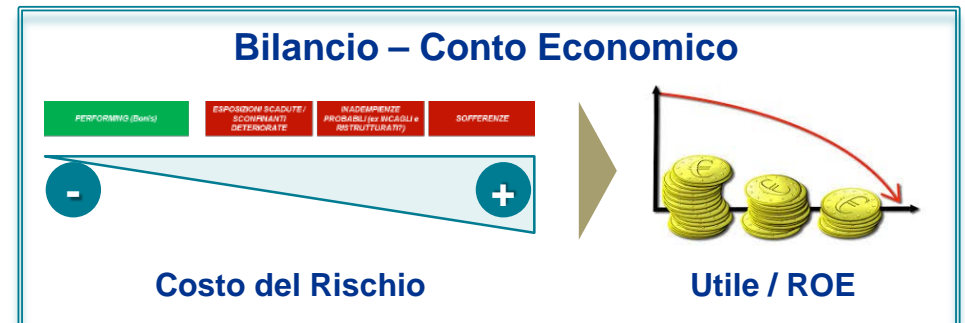 Bilancio – Conto Economico
PERFORMING (Bonis)
ESPOSIZIONI SCADUTE /
SCONFINANTI
DETERIORATE
INADEMPIENZE
PROBABILI (ex INCAGLI e
RISTRUTTURATI?)
SOFFERENZE
-
+
Costo del Rischio
Utile / ROE